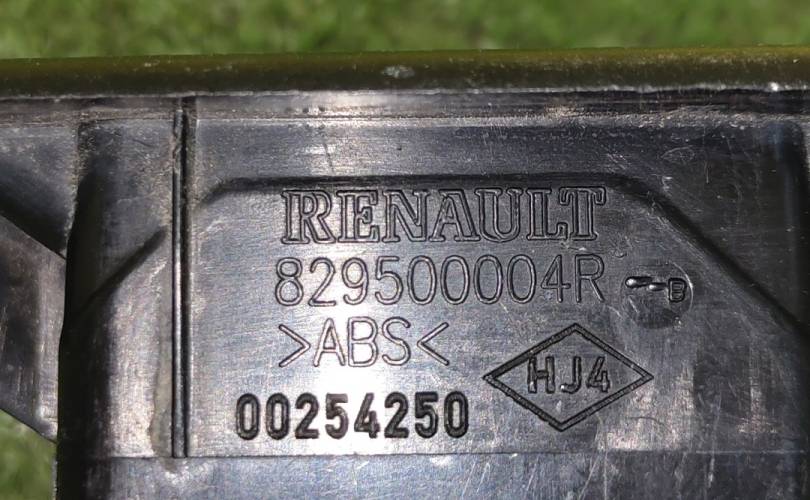 RENAULT
829500004R --B
>ABS<
HJ4
00254250